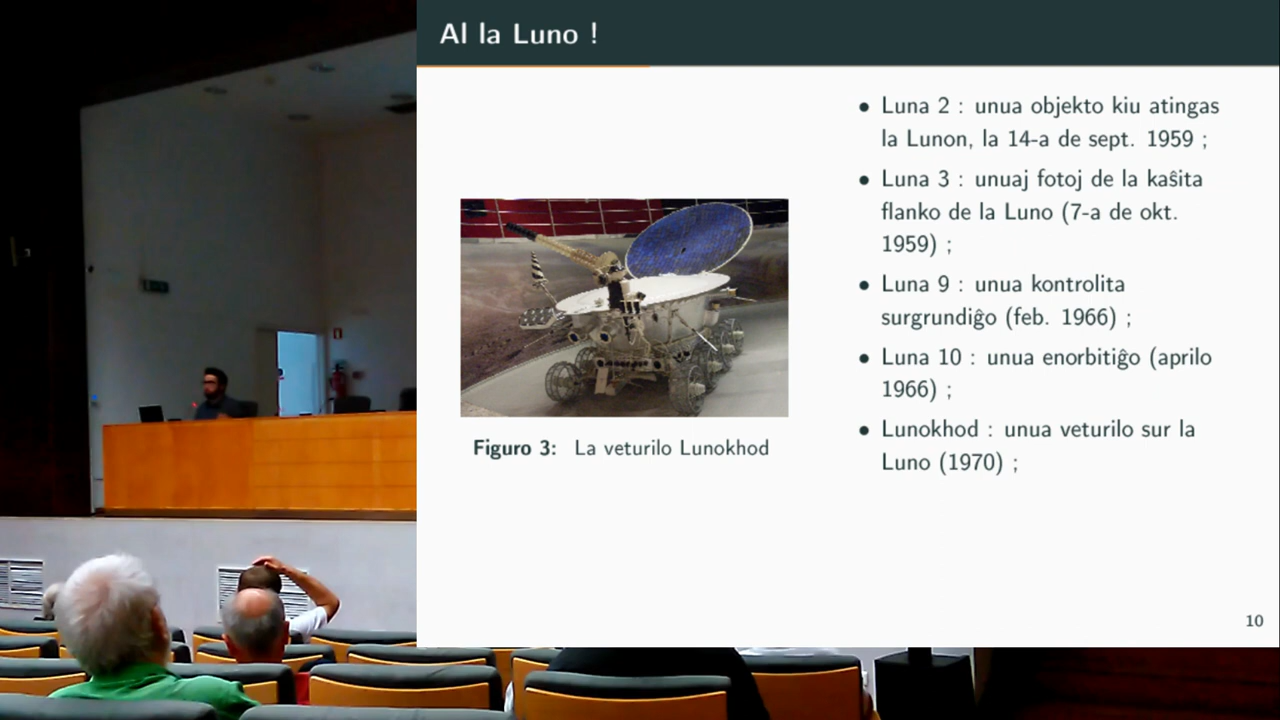 Al la Luno !
• Luna 2 : unua objekto kiu atingas
la Lunon, la 14-a de sept. 1959 ;
• Luna 3 : unuaj fotoj de la kaŝita
flanko de la Luno (7-a de okt.
1959) ;
• Luna 9 : unua kontrolita
surgrundiĝo (feb. 1966) ;
• Luna 10 : unua enorbitiĝo (aprilo
1966) ;
• Lunokhod : unua veturilo sur la
Luno (1970) ;
Figuro 3: La veturilo Lunokhod
10